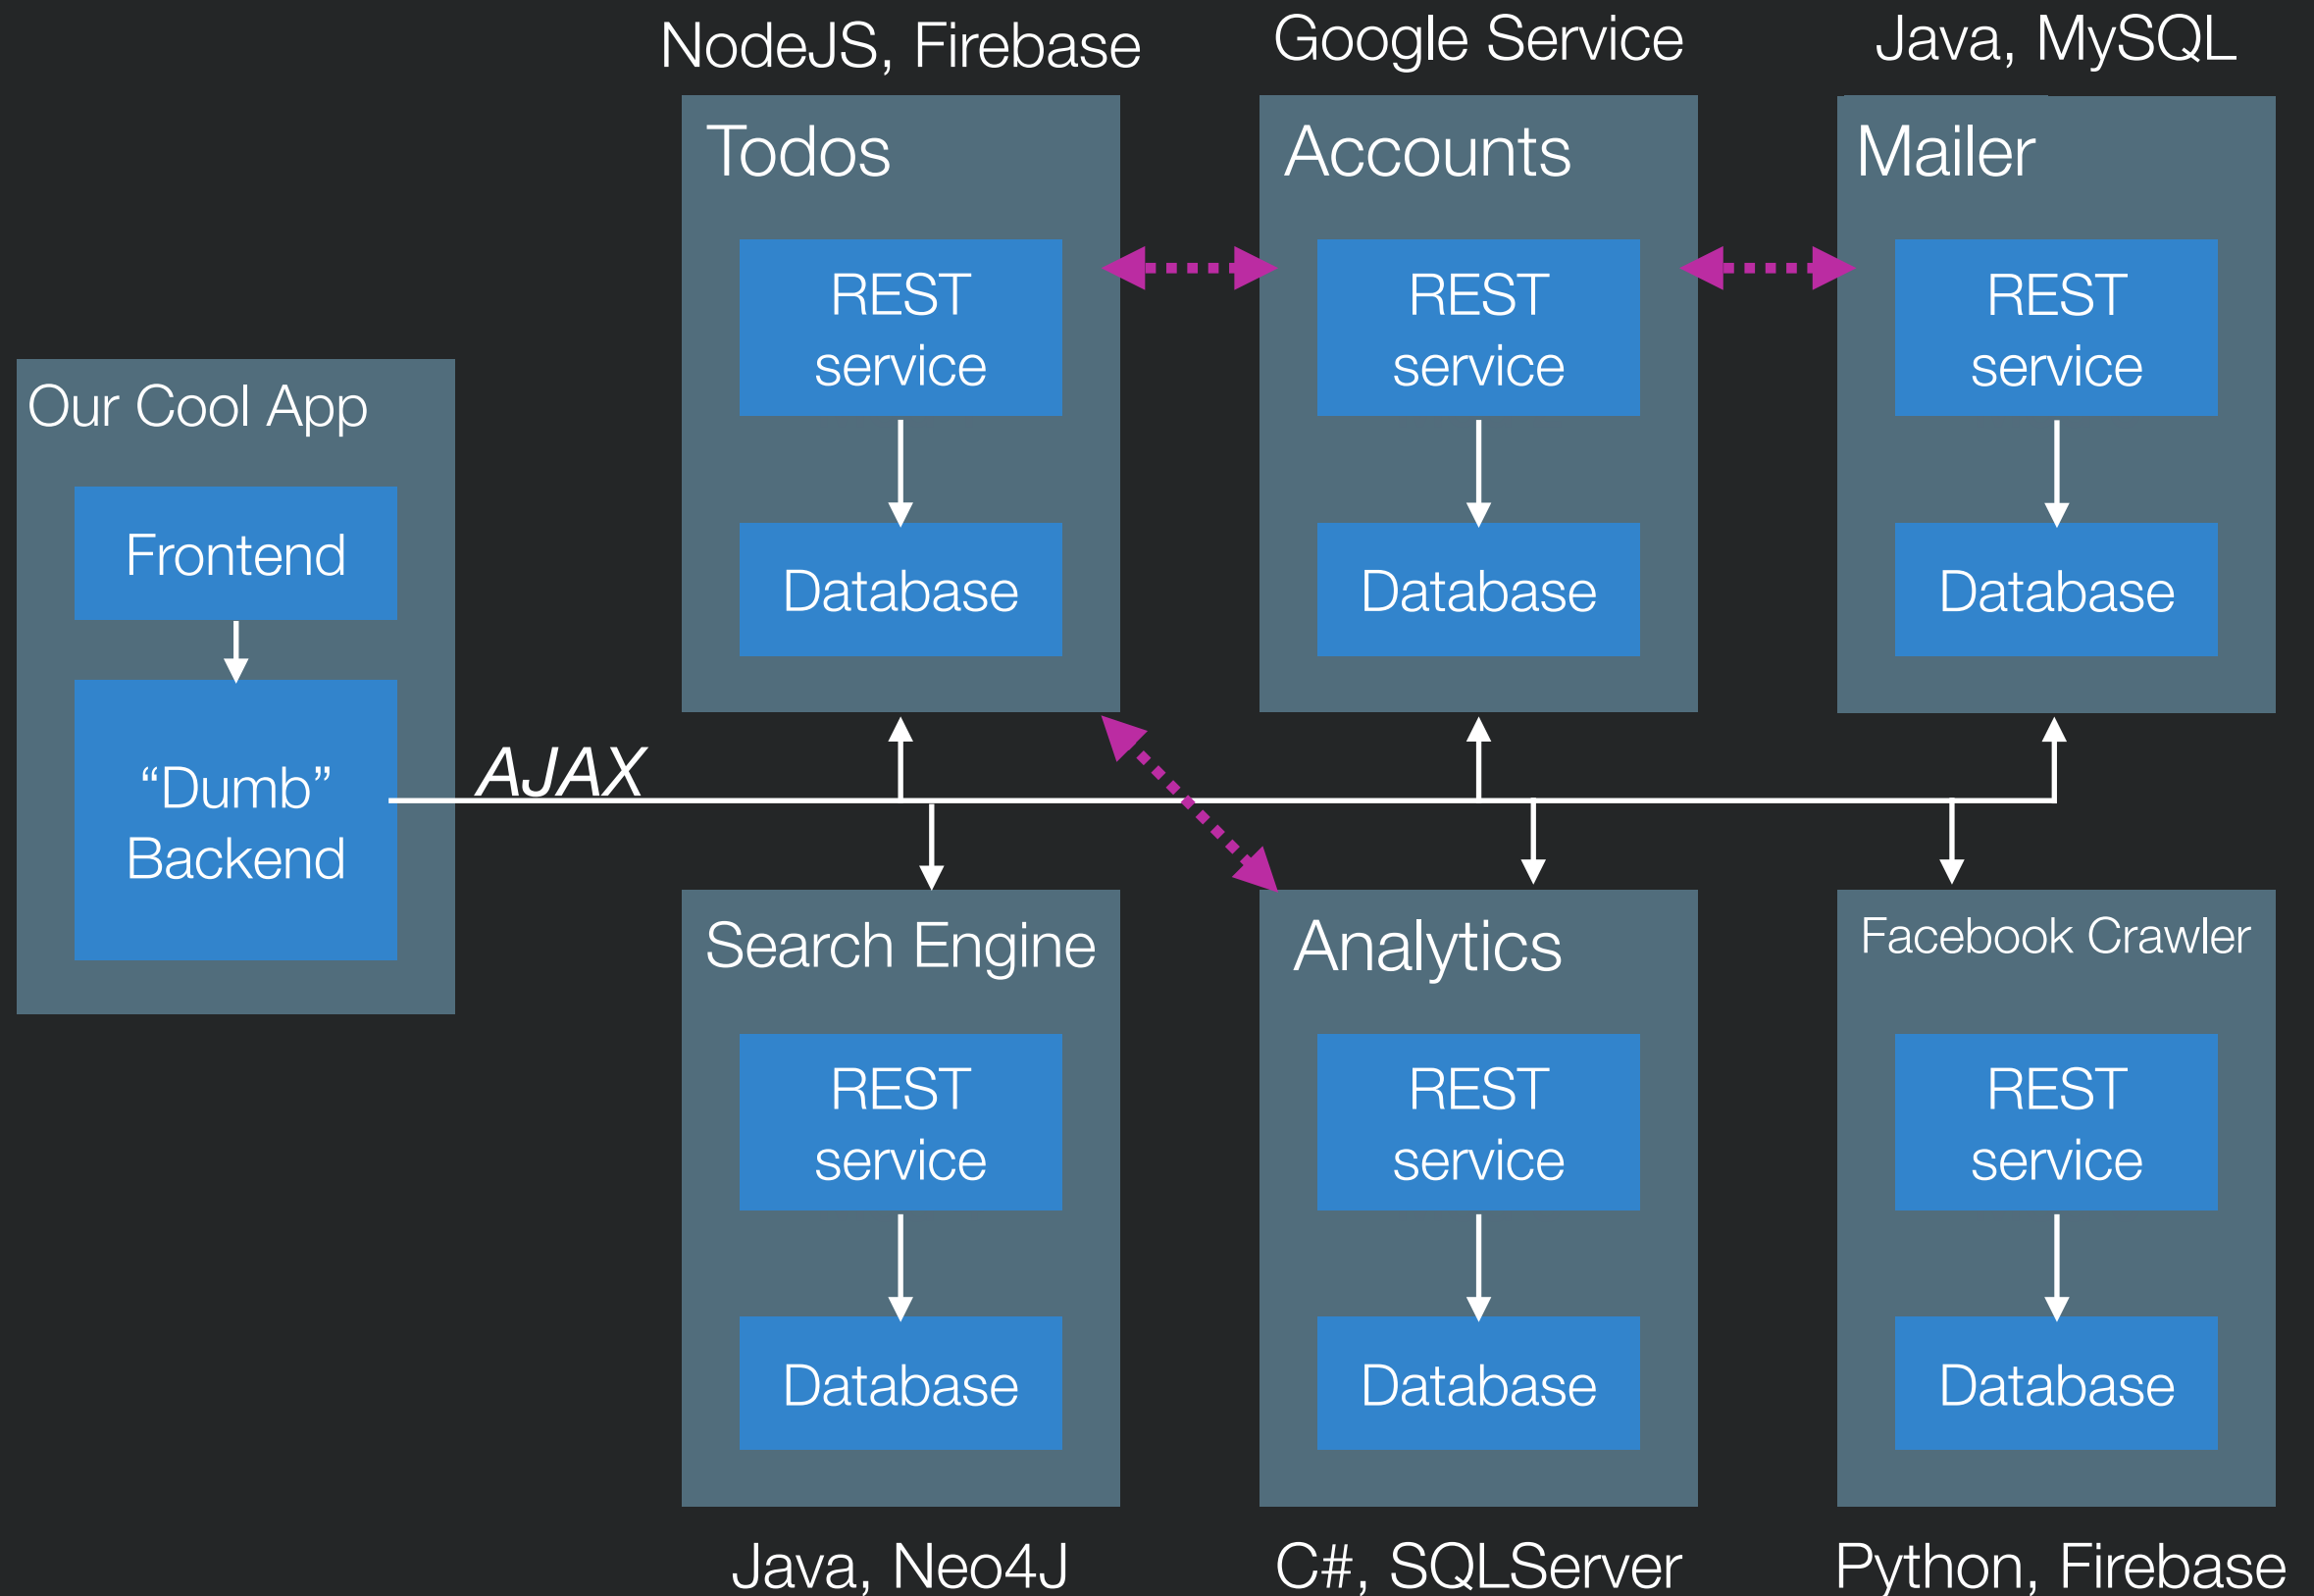 NodeJS, Firebase
Google Service
Java, MySQL
Todos
REST
service
Database
Accounts
REST
service
Database
Mailer
REST
service
Database
Our Cool App
Frontend
“Dumb”
Backend
AJAX
Search Engine
REST
service
Database
Analytics
REST
service
Database
Facebook Crawler
REST
service
Database
Java, Neo4J
C#, SQLServer
Python, Firebase